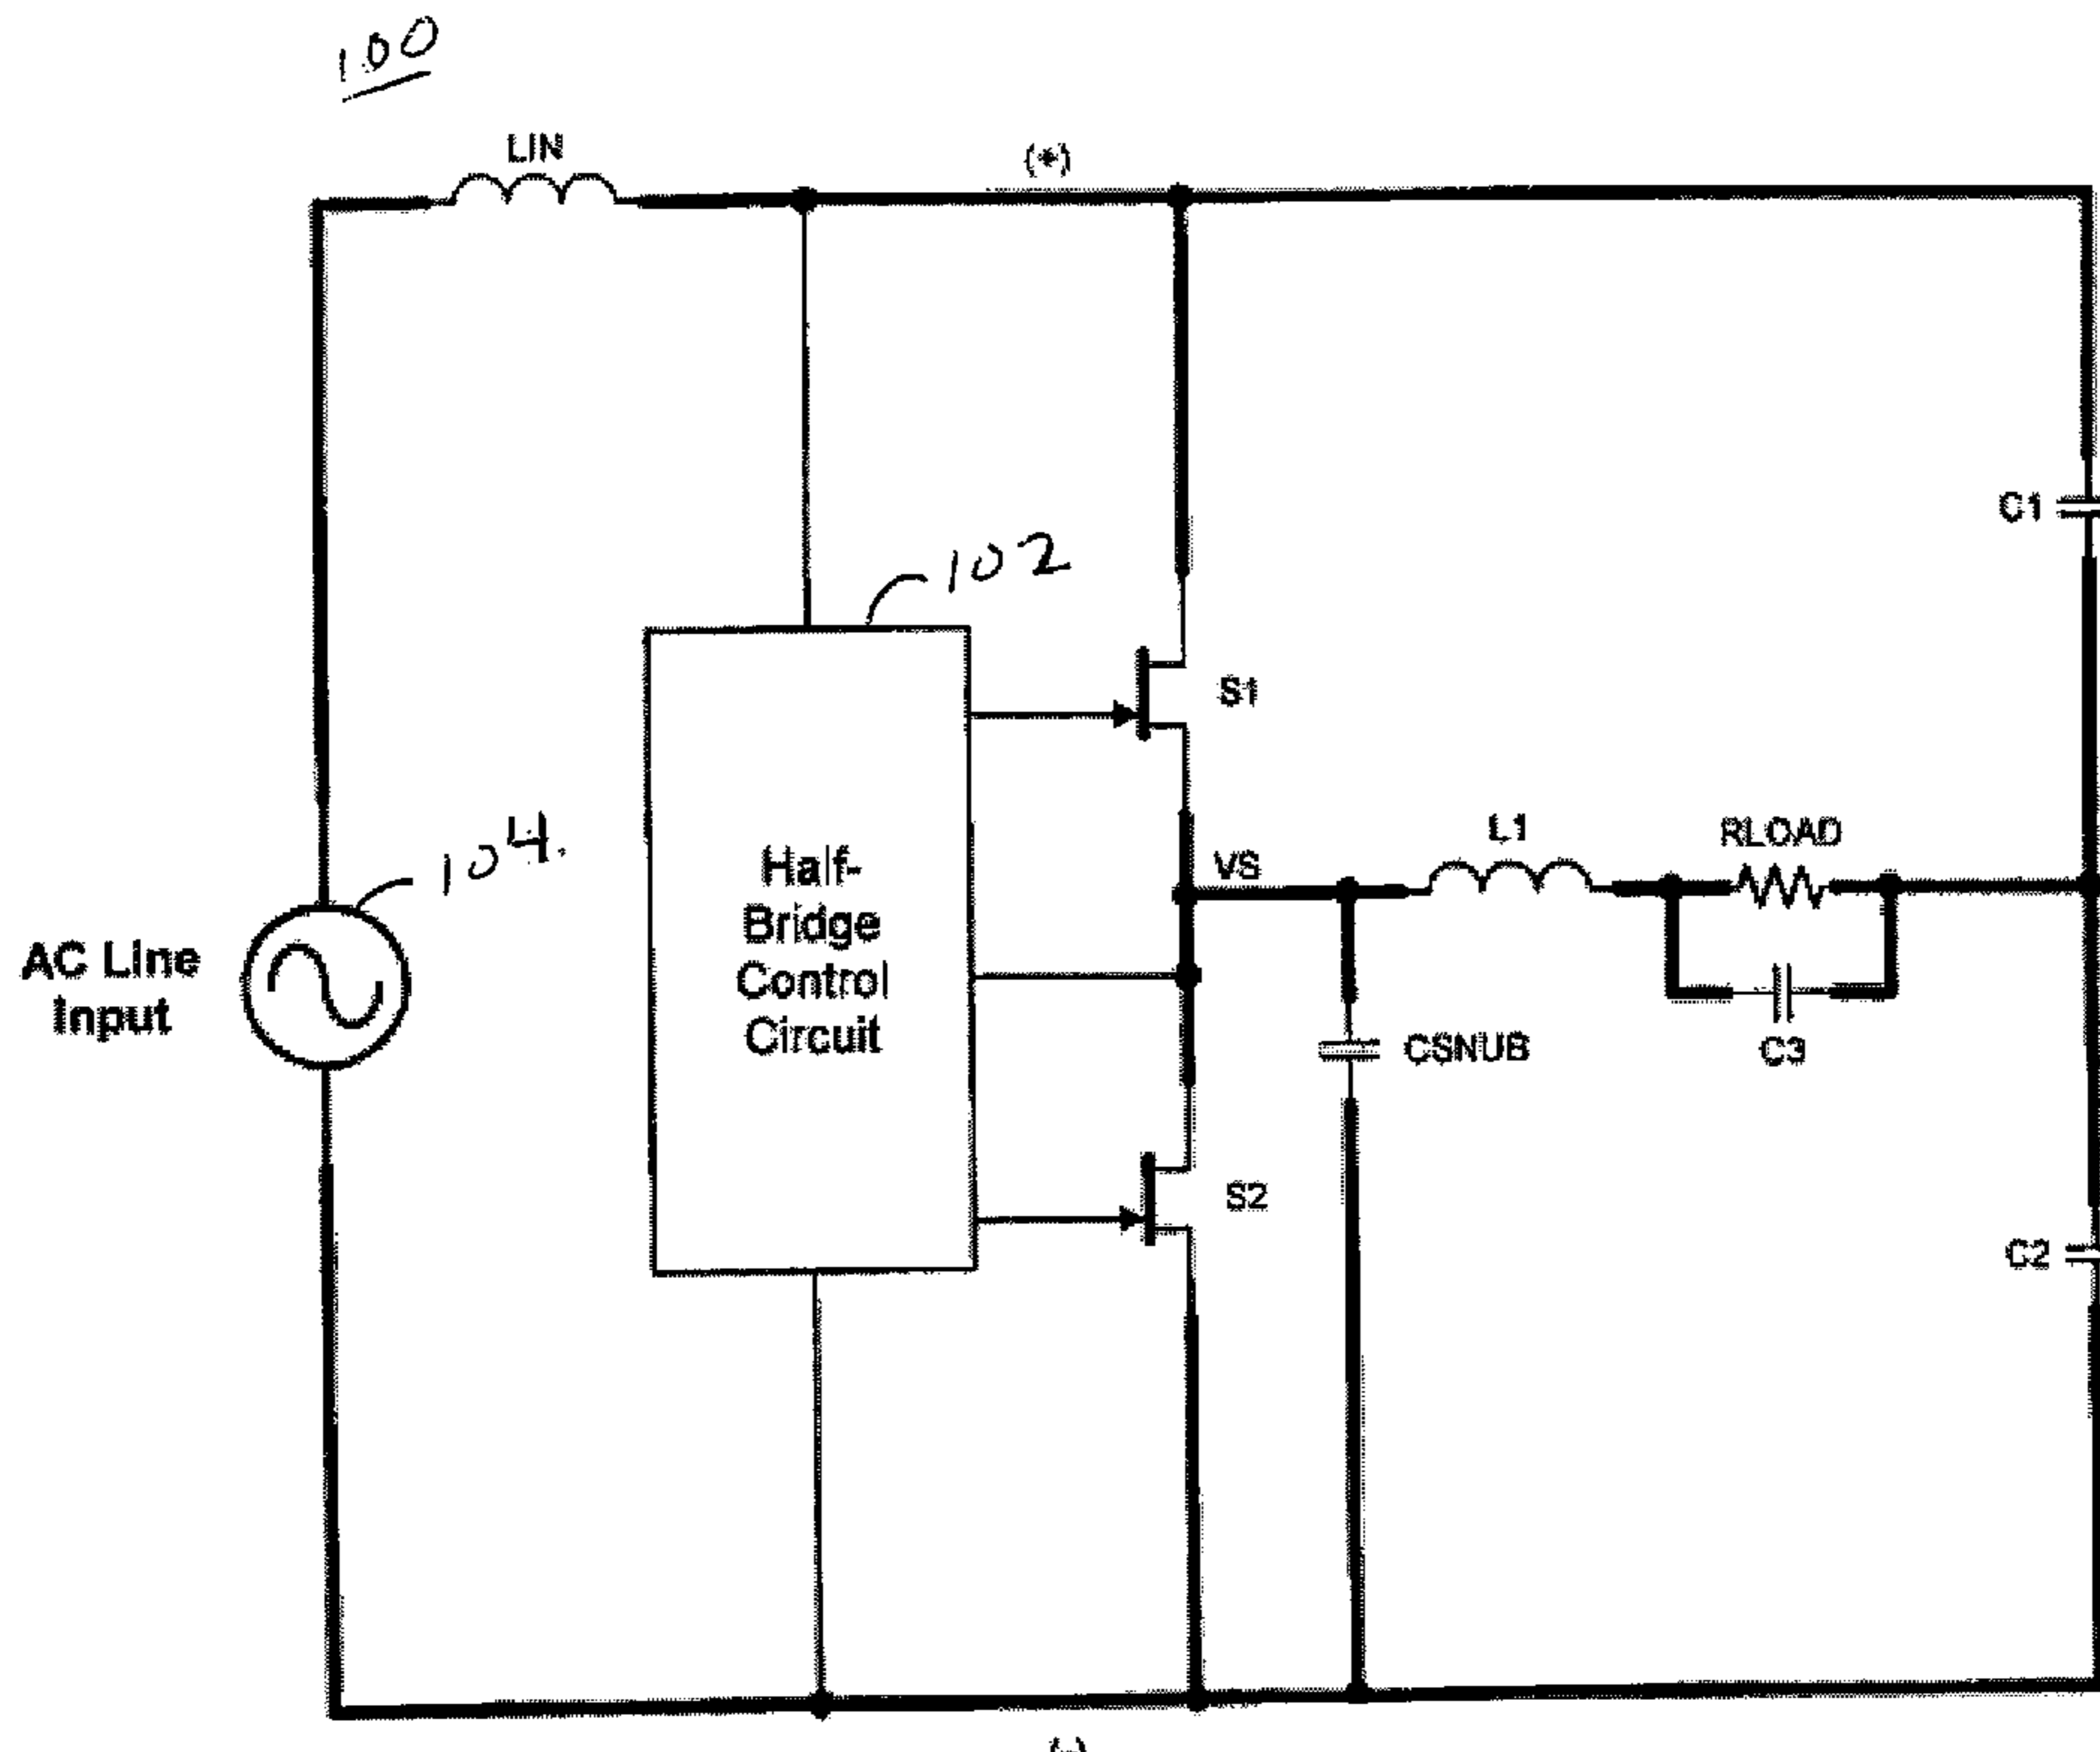 100
LIN
(*)
C1
102
S1
Half-
Bridge
Control
Circuit
VS
L1
RLOAD
104.
AC Line
Input
CSNUB
C3
S2
C2